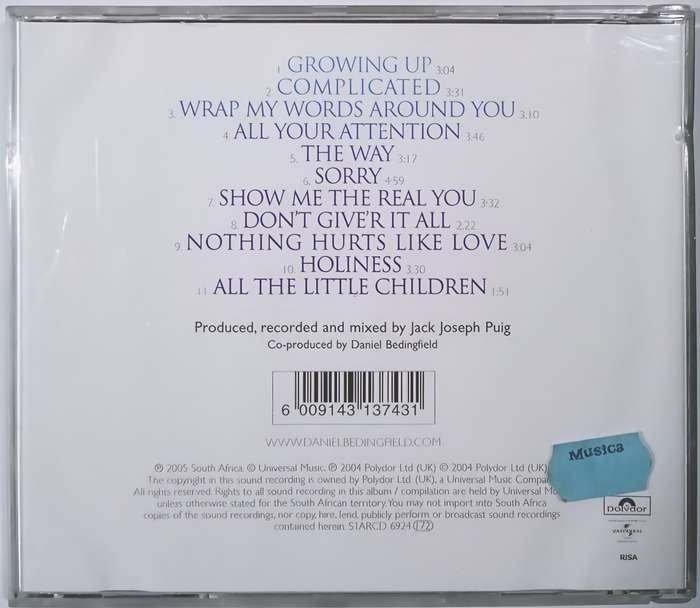 1. GROWING UP 3:04
2. COMPLICATED 3:31
3. WRAP MY WORDS AROUND YOU 3:10
4. ALL YOUR ATTENTION 3:46
5. THE WAY 3:17
6. SORRY 4:59
7. SHOW ME THE REAL YOU 3:32
8. DON'T GIVE'R IT ALL 2:22
9. NOTHING HURTS LIKE LOVE 3:04
10. HOLINESS 3:30
11. ALL THE LITTLE CHILDREN 1:51
Produced, recorded and mixed by Jack Joseph Puig
Co-produced by Daniel Bedingfield
6 009143 137431
WWW.DANIELBEDINGFIELD.COM
Musica
℗ 2005 South Africa. © Universal Music. ℗ 2004 Polydor Ltd (UK) © 2004 Polydor Ltd (UK)
The copyright in this sound recording is owned by Polydor Ltd (UK), a Universal Music
All rights reserved. Rights to all sound recording in this album / compilation are held by Universal
unless otherwise stated for the South African territory. You may not import into South Africa
copies of the sound recordings, nor copy, hire, lend, publicly perform or broadcast sound recordings
contained herein. STARCD 6924 (172)
Polydor
UNIVERSAL
RiSA